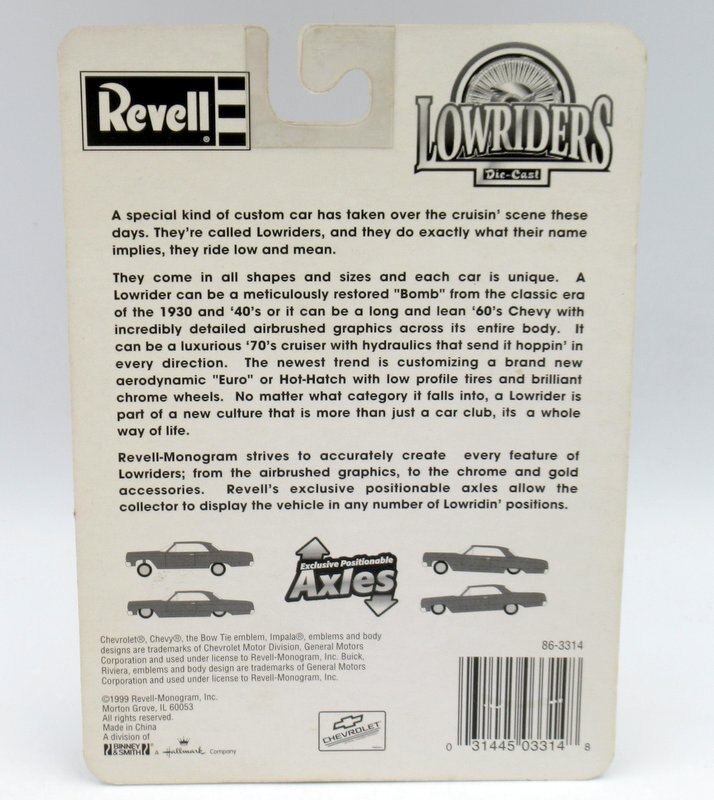 Revell®
LOWRIDERS
Die-Cast
A special kind of custom car has taken over the cruisin' scene these
days. They're called Lowriders, and they do exactly what their name
implies, they ride low and mean.
They come in all shapes and sizes and each car is unique. A
Lowrider can be a meticulously restored "Bomb" from the classic era
of the 1930 and '40's or it can be a long and lean '60's Chevy with
incredibly detailed airbrushed graphics across its entire body. It
can be a luxurious '70's cruiser with hydraulics that send it hoppin' in
every direction. The newest trend is customizing a brand new
aerodynamic "Euro" or Hot-Hatch with low profile tires and brilliant
chrome wheels. No matter what category it falls into, a Lowrider is
part of a new culture that is more than just a car club, its a whole
way of life.
Revell-Monogram strives to accurately create every feature of
Lowriders; from the airbrushed graphics, to the chrome and gold
accessories. Revell's exclusive positionable axles allow the
collector to display the vehicle in any number of Lowridin' positions.
Exclusive Positionable
Axles
Chevrolet®, Chevy®, the Bow Tie emblem, Impala®, emblems and body
designs are trademarks of Chevrolet Motor Division, General Motors
Corporation and used under license to Revell-Monogram, Inc. Buick,
Riviera, emblems and body design are trademarks of General Motors
Corporation and used under license to Revell-Monogram, Inc.
©1999 Revell-Monogram, Inc.
Morton Grove, IL 60053
All rights reserved.
Made in China
A division of
BINNEY & SMITH A Hallmark Company
CHEVROLET
86-3314
0 31445 03314 8